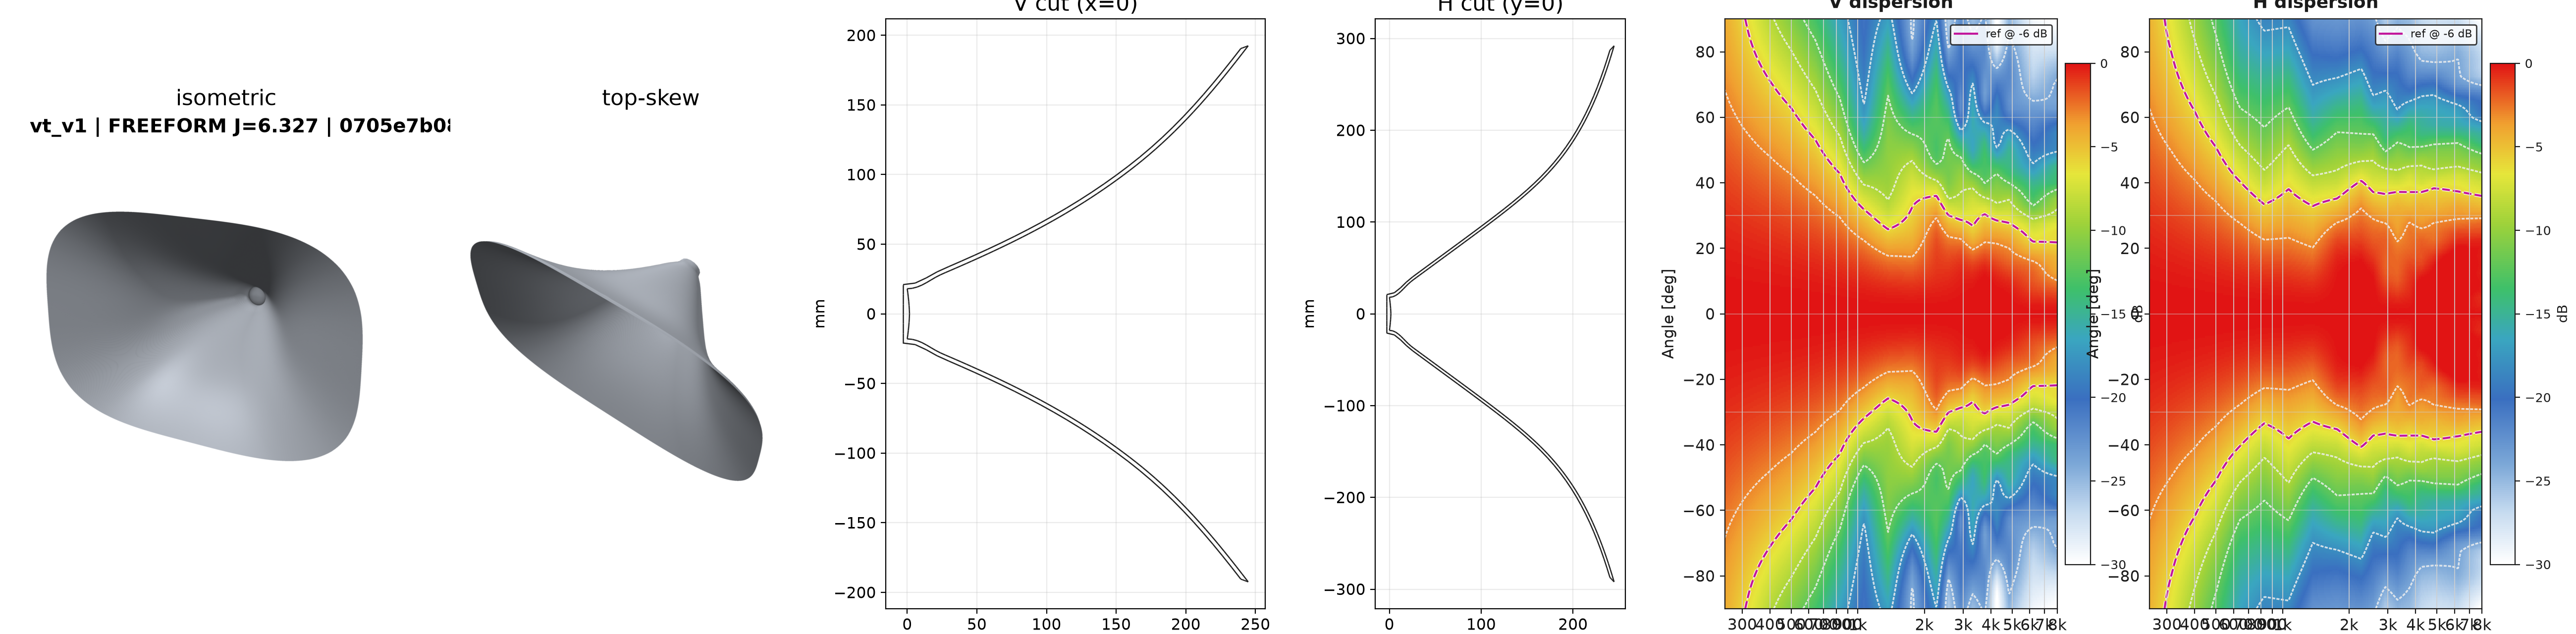 isometric
vt_v1 | FREEFORM J=6.327 | 0705e7b0
top-skew
V cut (x=0)
200
150
100
50
0
−50
−100
−150
−200
mm
0 50 100 150 200 250
H cut (y=0)
300
200
100
0
−100
−200
−300
mm
0 100 200
V dispersion
ref @ -6 dB
80
60
40
20
0
−20
−40
−60
−80
Angle [deg]
2k 3k 4k 5k 6k 7k 8k
0
−5
−10
−15
−20
−25
−30
dB
H dispersion
ref @ -6 dB
80
60
40
20
0
−20
−40
−60
−80
Angle [deg]
2k 3k 4k 5k 6k 7k 8k
0
−5
−10
−15
−20
−25
−30
dB